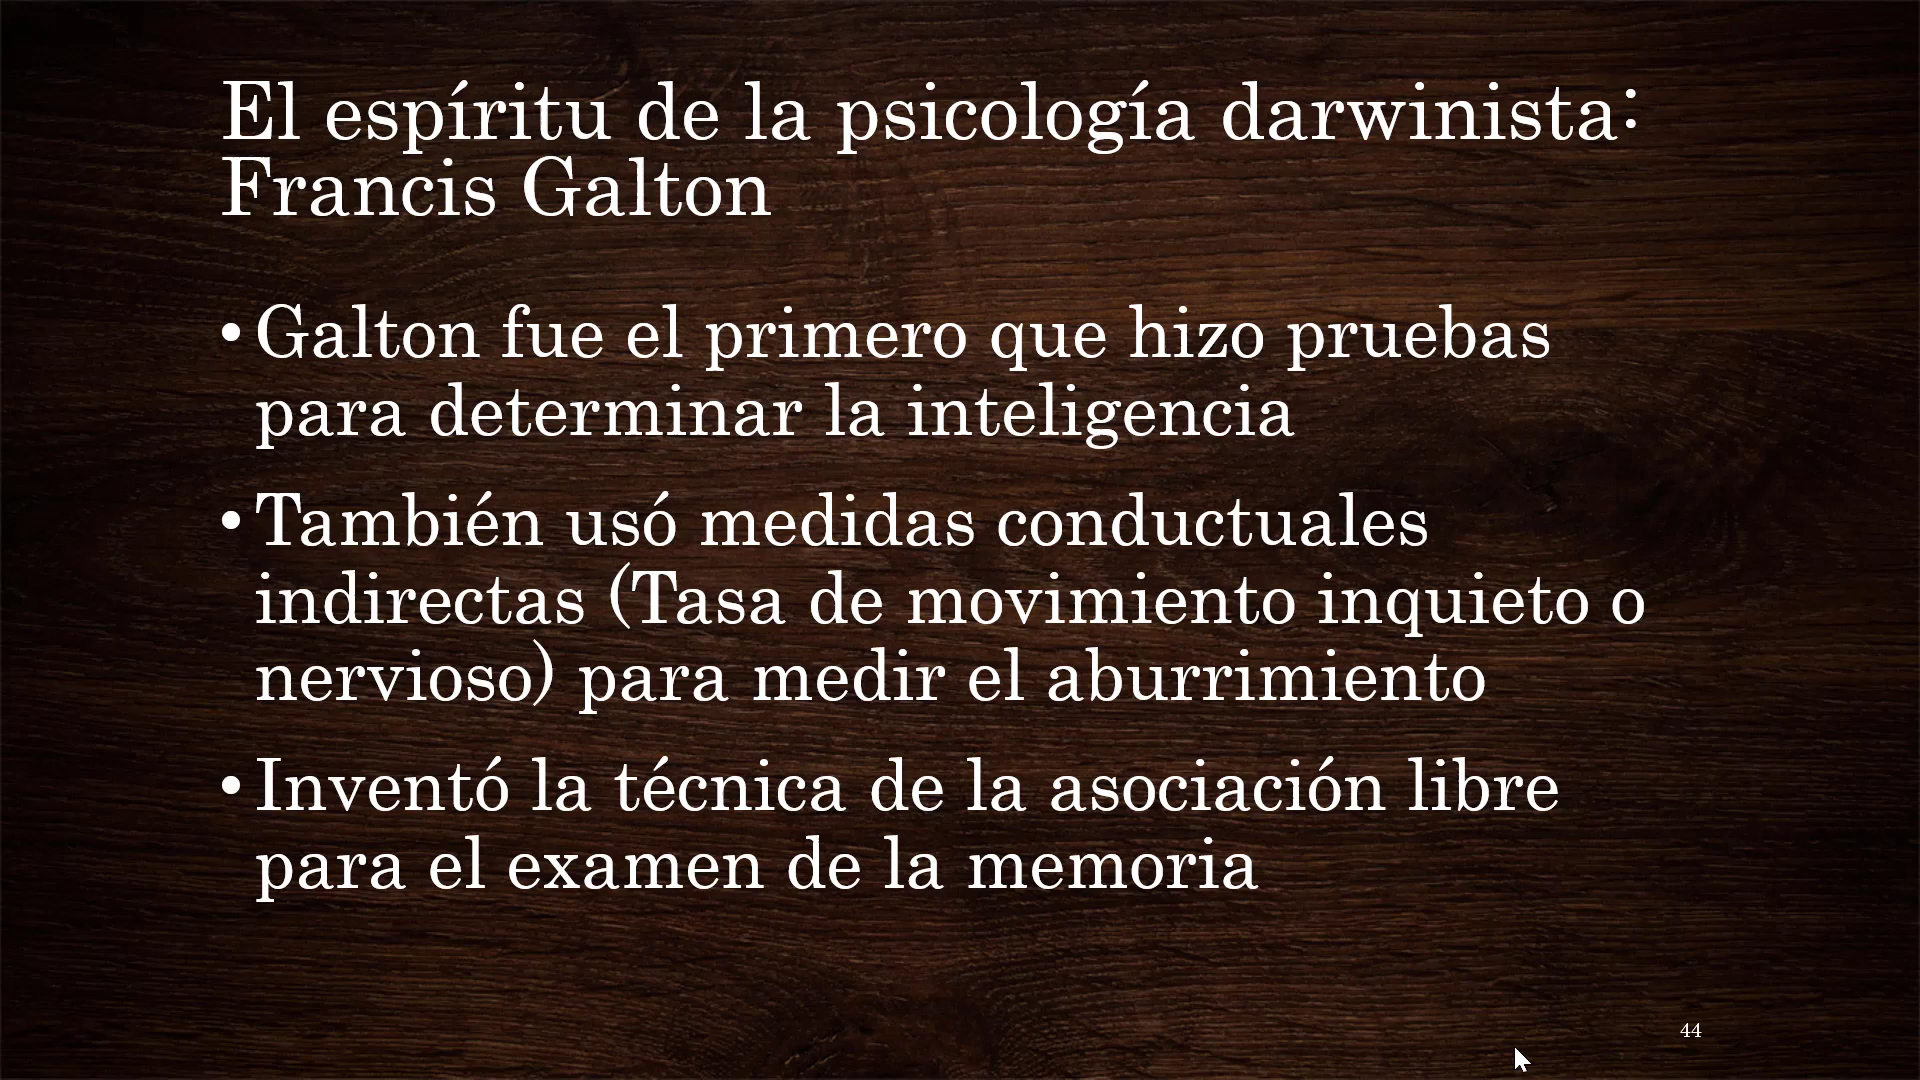 El espíritu de la psicología darwinista:
Francis Galton
• Galton fue el primero que hizo pruebas
para determinar la inteligencia
• También usó medidas conductuales
indirectas (Tasa de movimiento inquieto o
nervioso) para medir el aburrimiento
• Inventó la técnica de la asociación libre
para el examen de la memoria
44